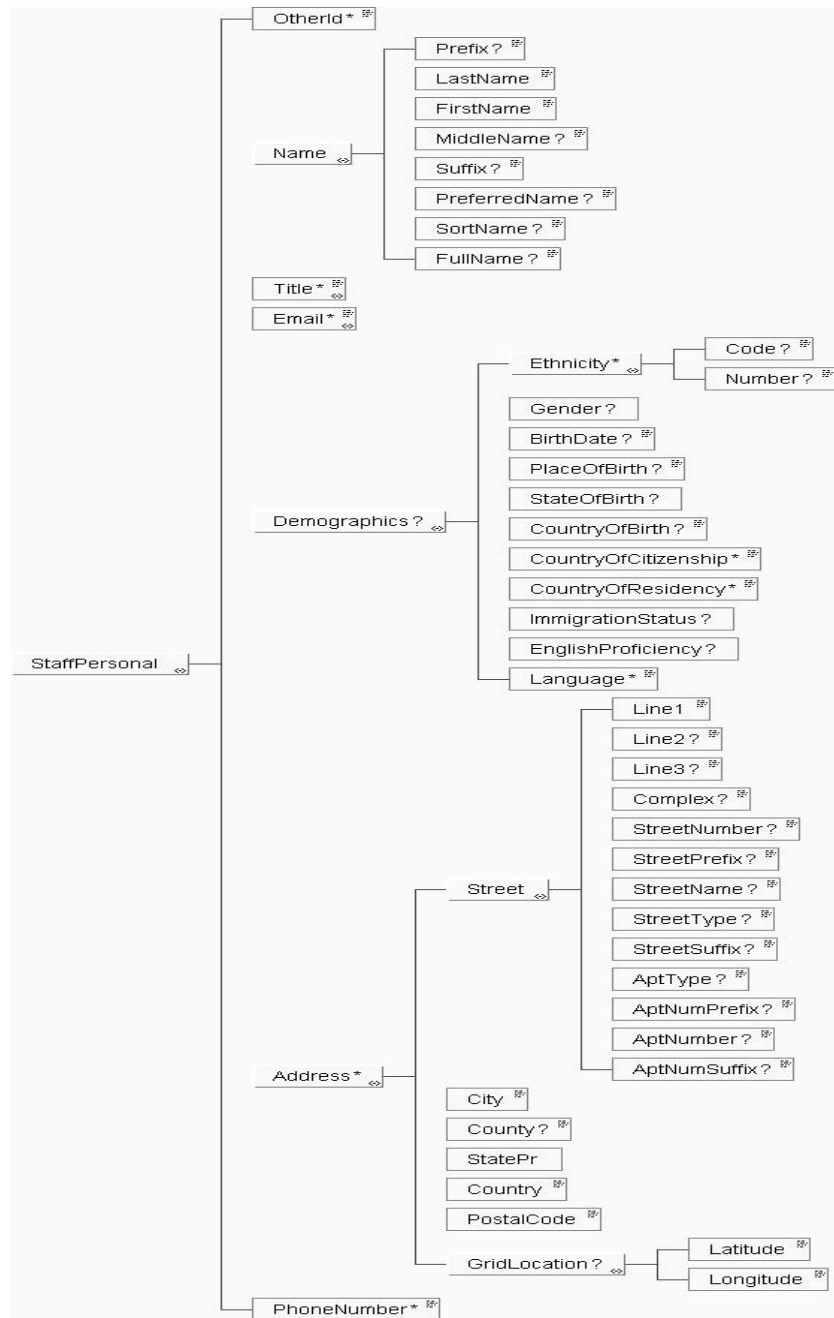 OtherId*
Prefix?
LastName
FirstName
MiddleName?
Name
Suffix?
PreferredName?
SortName?
FullName?
Title*
Email*
Ethnicity*
Code?
Number?
Gender?
BirthDate?
PlaceOfBirth?
StateOfBirth?
Demographics?
CountryOfBirth?
CountryOfCitizenship*
CountryOfResidency*
ImmigrationStatus?
EnglishProficiency?
StaffPersonal
Language*
Line1
Line2?
Line3?
Complex?
StreetNumber?
StreetPrefix?
Street
StreetName?
StreetType?
StreetSuffix?
AptType?
AptNumPrefix?
AptNumber?
AptNumSuffix?
Address*
City
County?
StatePr
Country
PostalCode
GridLocation?
Latitude
Longitude
PhoneNumber*